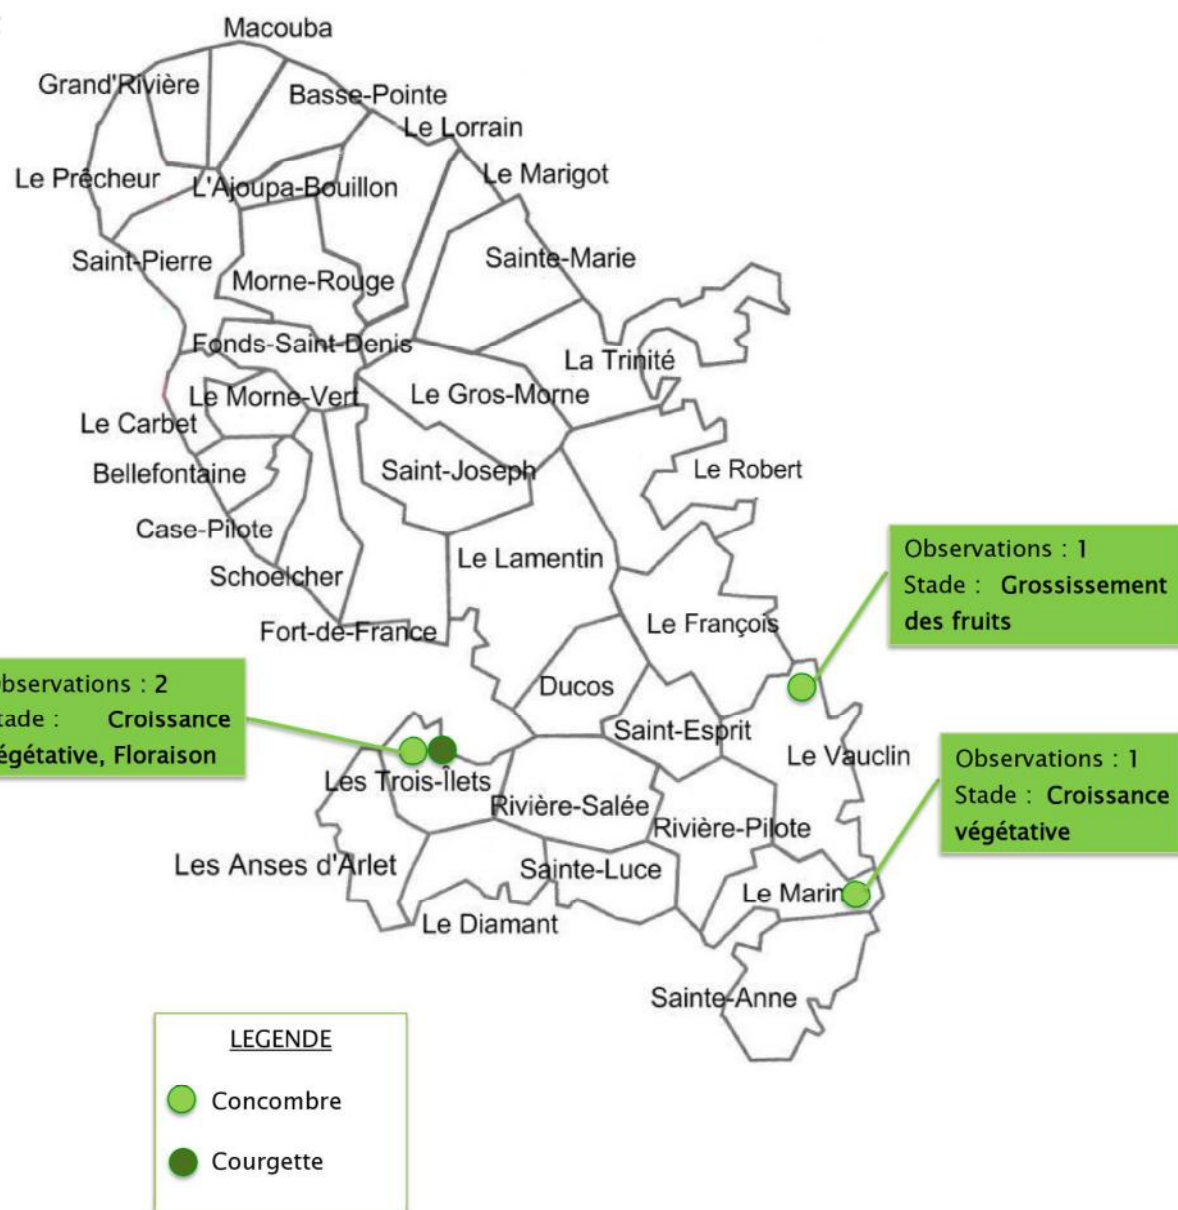 Macouba
Grand'Rivière
Basse-Pointe
Le Lorrain
Le Prêcheur
L'Ajoupa-Bouillon
Le Marigot
Saint-Pierre
Sainte-Marie
Morne-Rouge
Fonds-Saint-Denis
La Trinité
Le Morne-Vert
Le Gros-Morne
Le Carbet
Bellefontaine
Saint-Joseph
Le Robert
Case-Pilote
Le Lamentin
Schoelcher
Fort-de-France
Le François
Observations : 1
Stade : Grossissement
des fruits
bservations : 2
tade : Croissance
égétative, Floraison
Ducos
Saint-Esprit
Le Vauclin
Les Trois-Îlets
Rivière-Salée
Rivière-Pilote
Observations : 1
Stade : Croissance
végétative
Les Anses d'Arlet
Sainte-Luce
Le Marin
Le Diamant
Sainte-Anne
LEGENDE
Concombre
Courgette